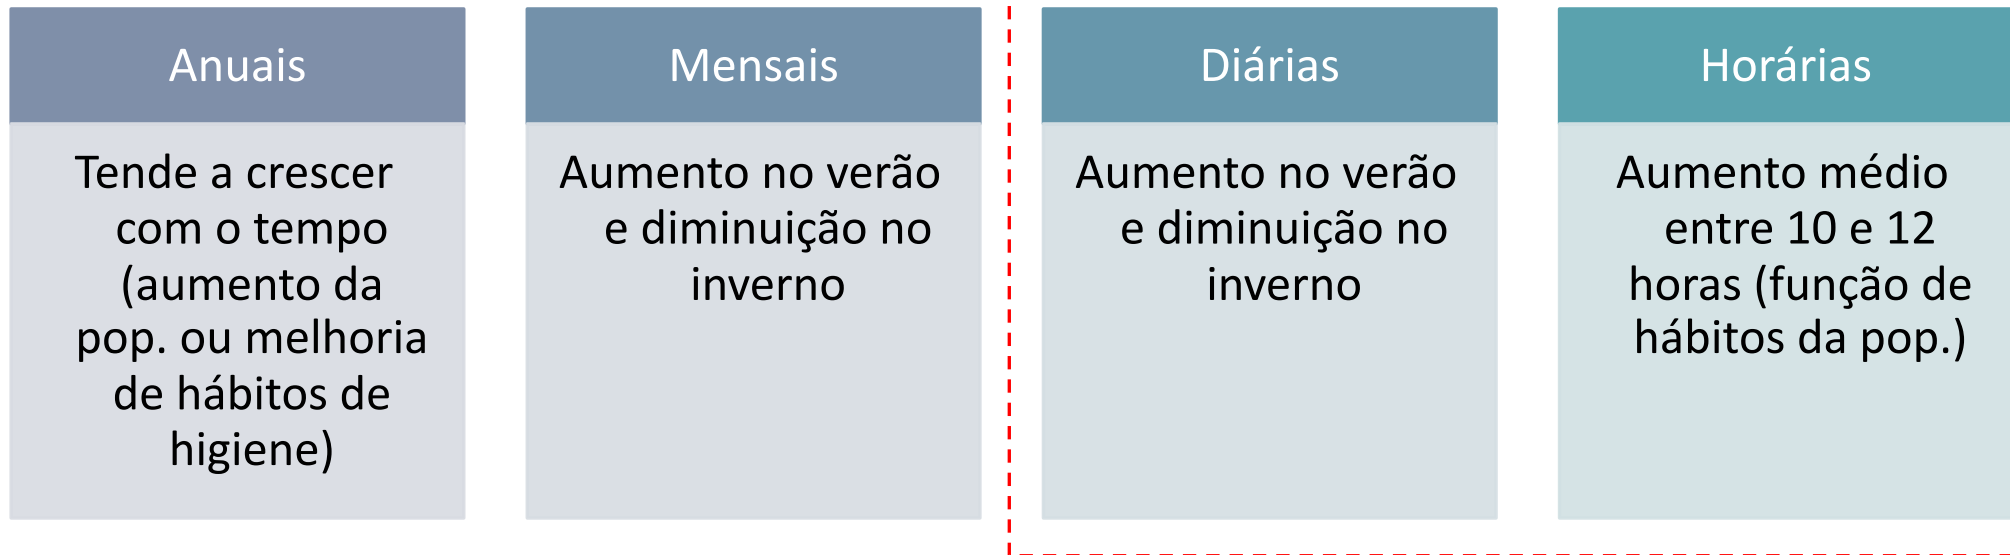 Anuais
Tende a crescer
com o tempo
(aumento da
pop. ou melhoria
de hábitos de
higiene)
Mensais
Aumento no verão
e diminuição no
inverno
Diárias
Aumento no verão
e diminuição no
inverno
Horárias
Aumento médio
entre 10 e 12
horas (função de
hábitos da pop.)